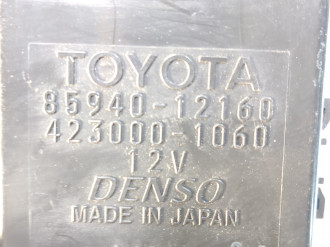 TOYOTA
85940-12160
423000-1060
12V
DENSO
MADE IN JAPAN